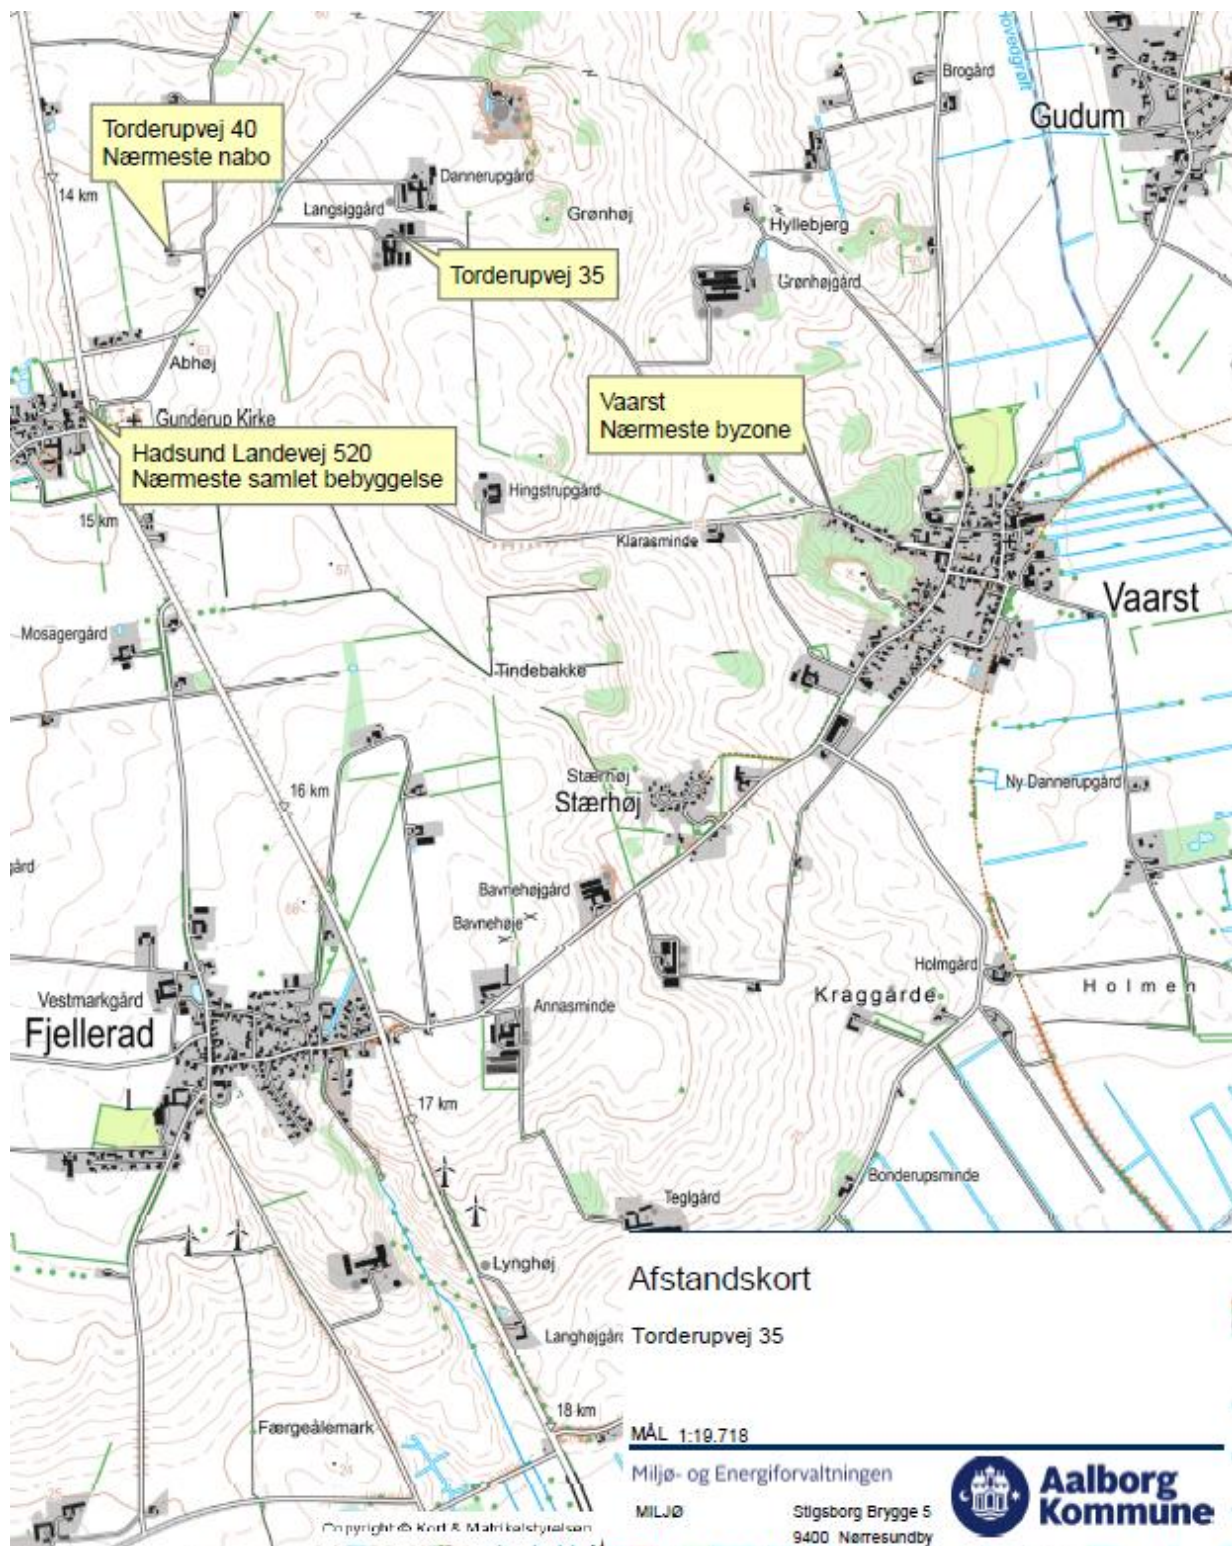 Brogård
Gudum
Torderupvej 40
Nærmeste nabo
Dannerupgård
14 km
Langsiggård
Grønhøj
Hyllebjerg
Torderupvej 35
Grønhøjgård
Abhøj
Vaarst
Nærmeste byzone
Gunderup Kirke
Hadsund Landevej 520
Nærmeste samlet bebyggelse
Hingstrupgård
15 km
Klarasminde
57
Vaarst
Mosagergård
Tindebakke
Stærhøj
Stærhøj
16 km
Ny Dannerupgård
gård
Bavnehøjgård
Bavnehøje
Holmgård
Vestmarkgård
Annasminde
Kraggårde
Holmen
Fjellerad
17 km
Bonderupsminde
Teglgård
Lynghøj
Afstandskort
Langhøjgård
Torderupvej 35
18 km
Færgeålemark
MÅL 1:19.718
24
Miljø- og Energiforvaltningen
MILJØ
Stigsborg Brygge 5
9400 Nørresundby
Aalborg
Kommune
Copyright © Kort & Matrikelstyrelsen